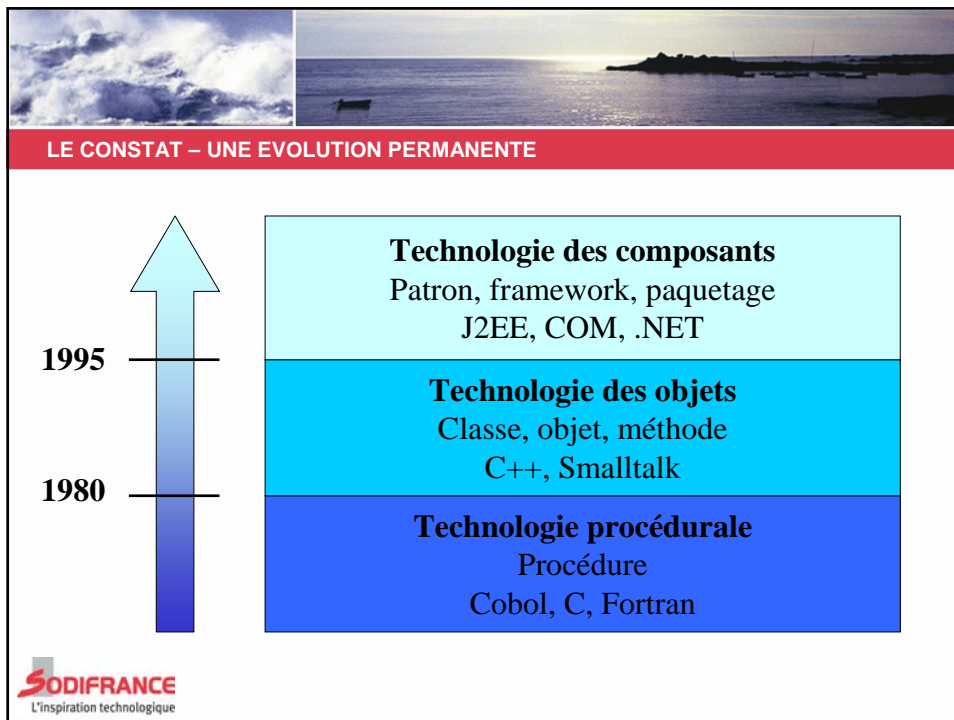 LE CONSTAT – UNE EVOLUTION PERMANENTE
Technologie des composants
Patron, framework, paquetage
J2EE, COM, .NET
1995
Technologie des objets
Classe, objet, méthode
C++, Smalltalk
1980
Technologie procédurale
Procédure
Cobol, C, Fortran
SODIFRANCE
L'inspiration technologique